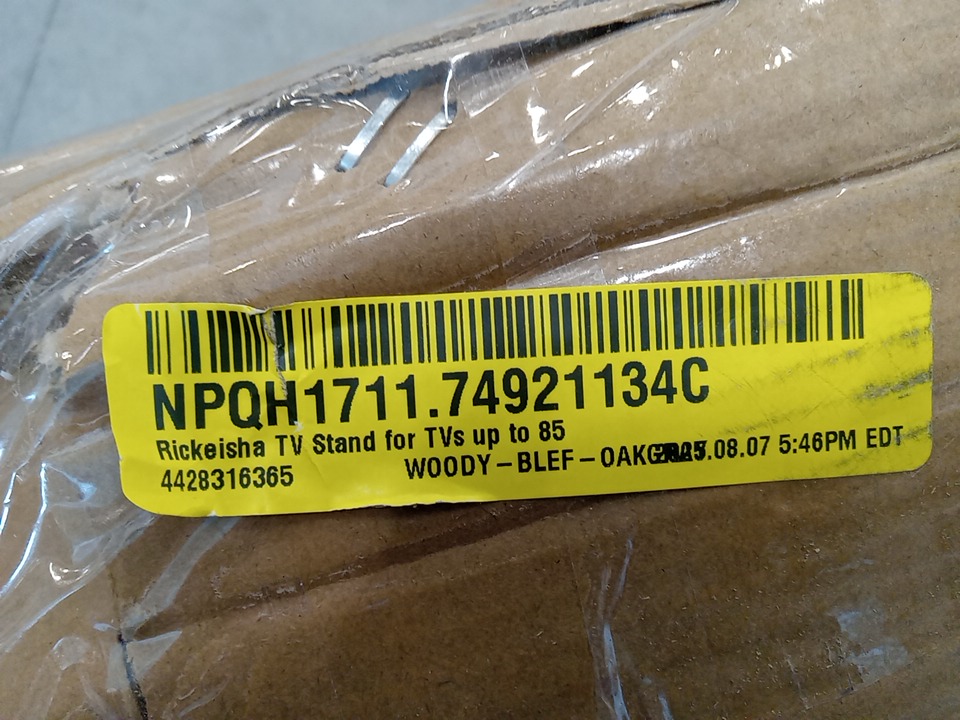 NPQH1711.74921134C
Rickeisha TV Stand for TVs up to 85
4428316365 WOODY-BLEF-OAKG 2025.08.07 5:46PM EDT